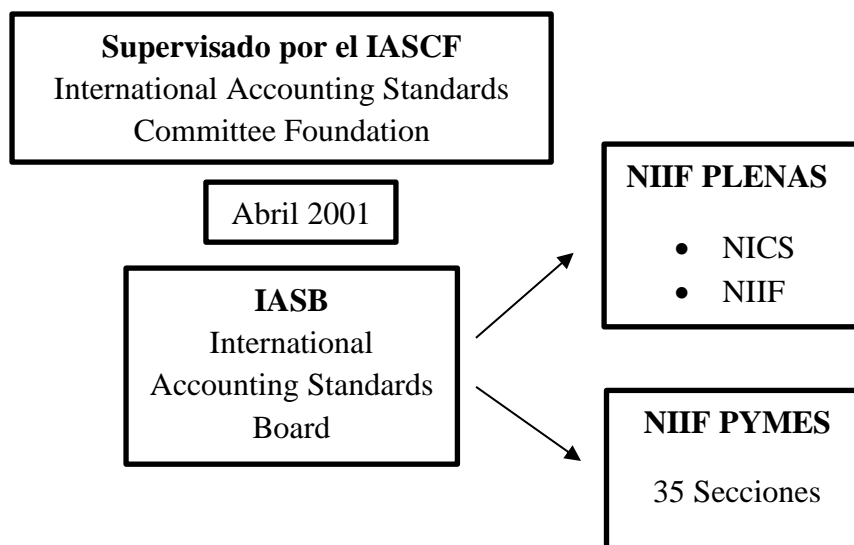 Supervisado por el IASCF
International Accounting Standards
Committee Foundation
Abril 2001
IASB
International
Accounting Standards
Board
NIIF PLENAS
• NICS
• NIIF
NIIF PYMES
35 Secciones